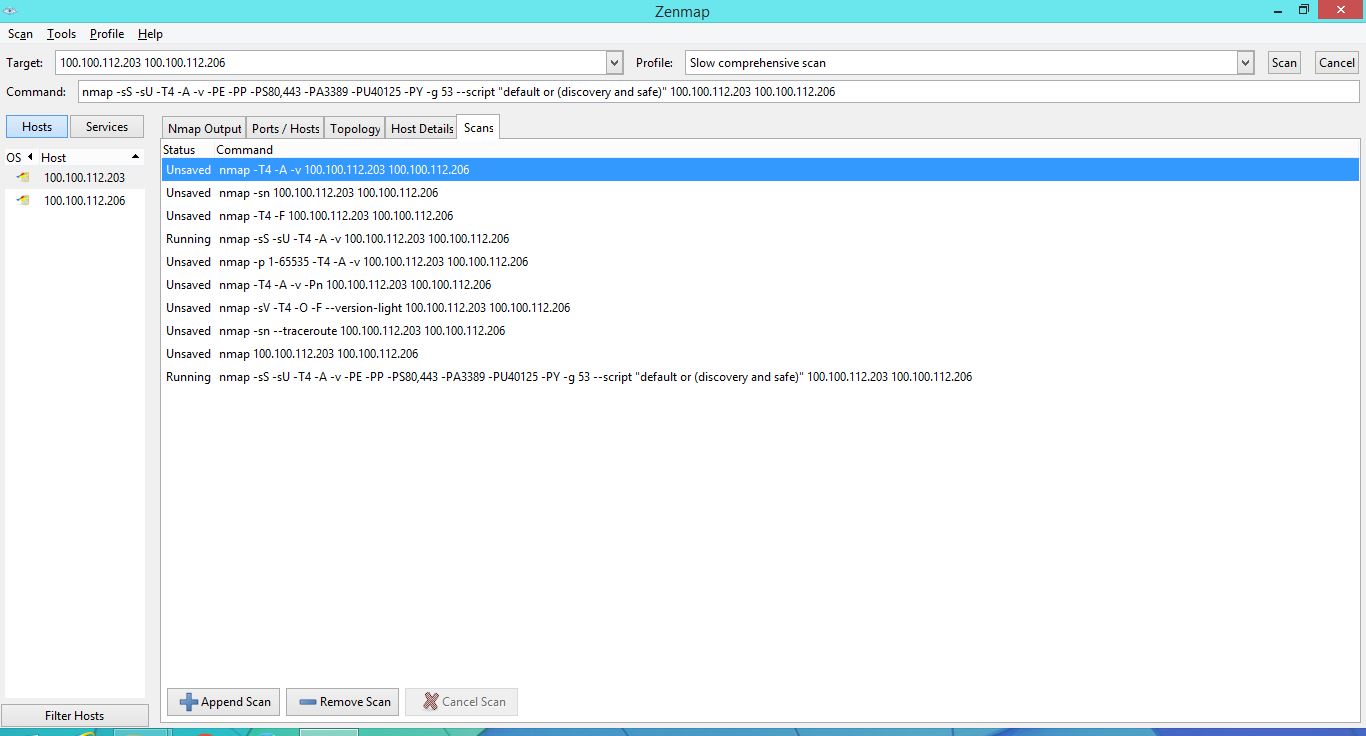 Zenmap
Scan Tools Profile Help
Target: 100.100.112.203 100.100.112.206 Profile: Slow comprehensive scan Scan Cancel
Command: nmap -sS -sU -T4 -A -v -PE -PP -PS80,443 -PA3389 -PU40125 -PY -g 53 --script "default or (discovery and safe)" 100.100.112.203 100.100.112.206
Hosts Services Nmap Output Ports / Hosts Topology Host Details Scans
OS Host
100.100.112.203
100.100.112.206
Status Command
Unsaved nmap -T4 -A -v 100.100.112.203 100.100.112.206
Unsaved nmap -sn 100.100.112.203 100.100.112.206
Unsaved nmap -T4 -F 100.100.112.203 100.100.112.206
Running nmap -sS -sU -T4 -A -v 100.100.112.203 100.100.112.206
Unsaved nmap -p 1-65535 -T4 -A -v 100.100.112.203 100.100.112.206
Unsaved nmap -T4 -A -v -Pn 100.100.112.203 100.100.112.206
Unsaved nmap -sV -T4 -O -F --version-light 100.100.112.203 100.100.112.206
Unsaved nmap -sn --traceroute 100.100.112.203 100.100.112.206
Unsaved nmap 100.100.112.203 100.100.112.206
Running nmap -sS -sU -T4 -A -v -PE -PP -PS80,443 -PA3389 -PU40125 -PY -g 53 --script "default or (discovery and safe)" 100.100.112.203 100.100.112.206
Append Scan Remove Scan Cancel Scan
Filter Hosts